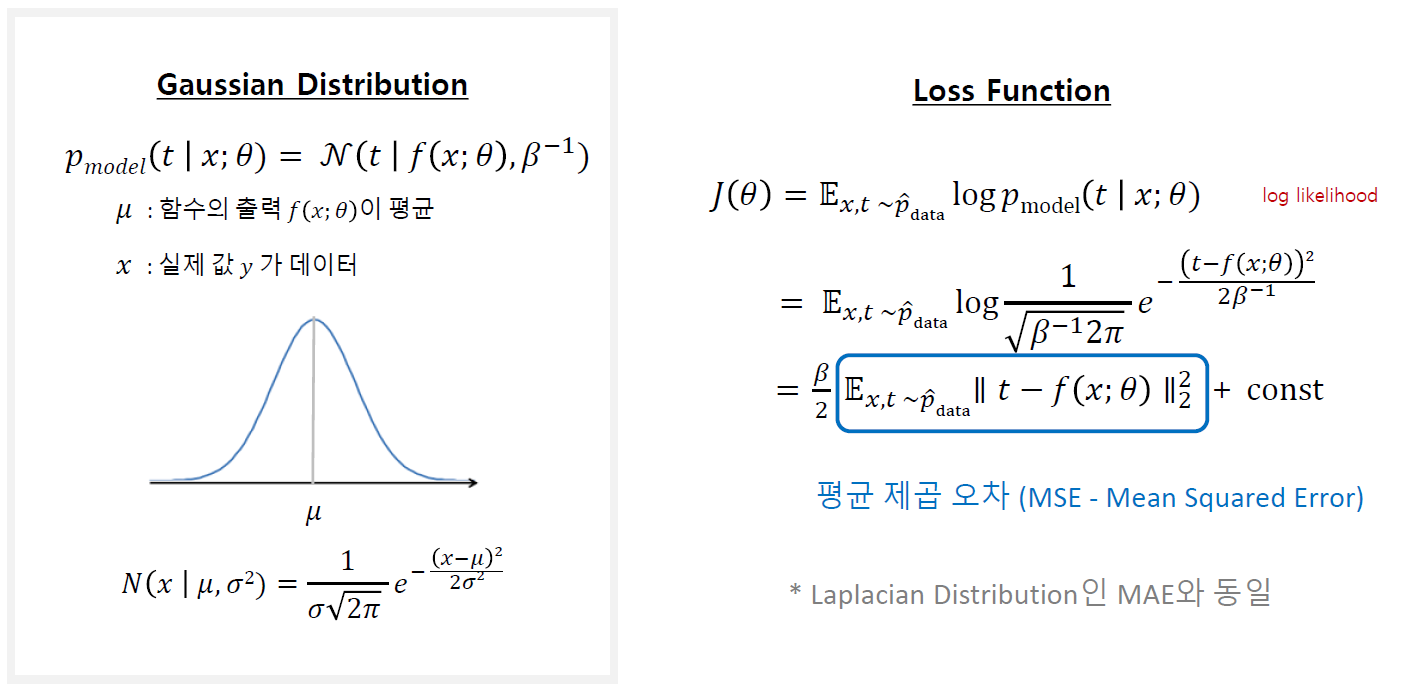 Gaussian Distribution
p_model(t | x; θ) = 𝒩(t | f(x; θ), β⁻¹)
μ : 함수의 출력 f(x; θ)이 평균
x : 실제 값 y 가 데이터
μ
N(x | μ, σ²) = 1/(σ√2π) e^(−(x−μ)²/2σ²)
Loss Function
J(θ) = 𝔼_x,t ~p̂_data log p_model(t | x; θ) log likelihood
= 𝔼_x,t ~p̂_data log 1/√(β⁻¹2π) e^(−(t−f(x;θ))²/2β⁻¹)
= β/2 𝔼_x,t ~p̂_data ‖ t − f(x; θ) ‖₂² + const
평균 제곱 오차 (MSE - Mean Squared Error)
* Laplacian Distribution인 MAE와 동일